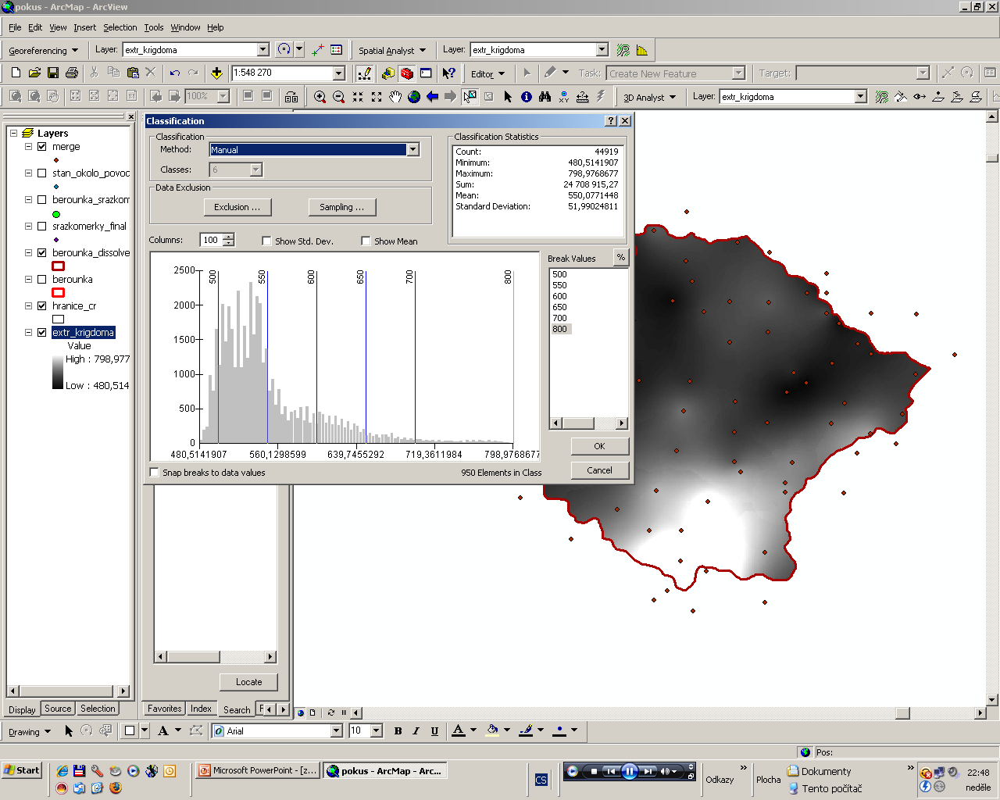 pokus - ArcMap - ArcView
File Edit View Insert Selection Tools Window Help
Georeferencing Layer: extr_krigdoma Spatial Analyst Layer: extr_krigdoma
1:548 270 Editor Task: Create New Feature Target:
100% 3D Analyst Layer: extr_krigdoma
Layers
merge
stan_okolo_povoc
berounka_srazkom
srazkomerky_final
berounka_dissolve
berounka
hranice_cr
extr_krigdoma
Value
High : 798,977
Low : 480,514
Display Source Selection
Classification
Classification
Method: Manual
Classes: 6
Data Exclusion
Exclusion ... Sampling ...
Classification Statistics
Count: 44919
Minimum: 480,5141907
Maximum: 798,9768677
Sum: 24 708 915,27
Mean: 550,0771448
Standard Deviation: 51,99024811
Columns: 100 Show Std. Dev. Show Mean
Break Values %
500
550
600
650
700
800
2500
2000
1500
1000
500
0
500 550 600 650 700 800
480,5141907 560,1298599 639,7455292 719,3611984 798,9768677
OK
Cancel
Snap breaks to data values 950 Elements in Class
Locate
Favorites Index Search
Drawing A Arial 10 B I U A
Pos:
Start Microsoft PowerPoint - [z... pokus - ArcMap - Arc... CS Odkazy Plocha Dokumenty
Tento počítač
22:48
neděle